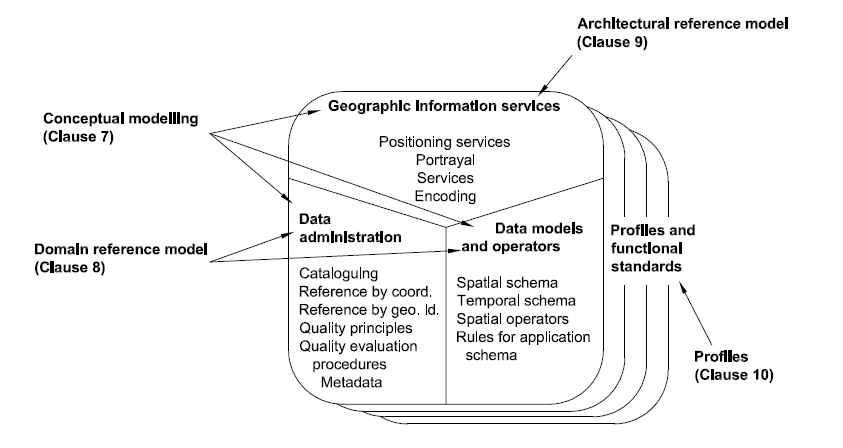 Architectural reference model
(Clause 9)
Geographic information services
Conceptual modelling
(Clause 7)
Positioning services
Portrayal
Services
Encoding
Data
administration
Data models
and operators
Profiles and
functional
standards
Domain reference model
(Clause 8)
Cataloguing
Reference by coord.
Reference by geo. Id.
Quality principles
Quality evaluation
procedures
Metadata
Spatial schema
Temporal schema
Spatial operators
Rules for application
schema
Profiles
(Clause 10)